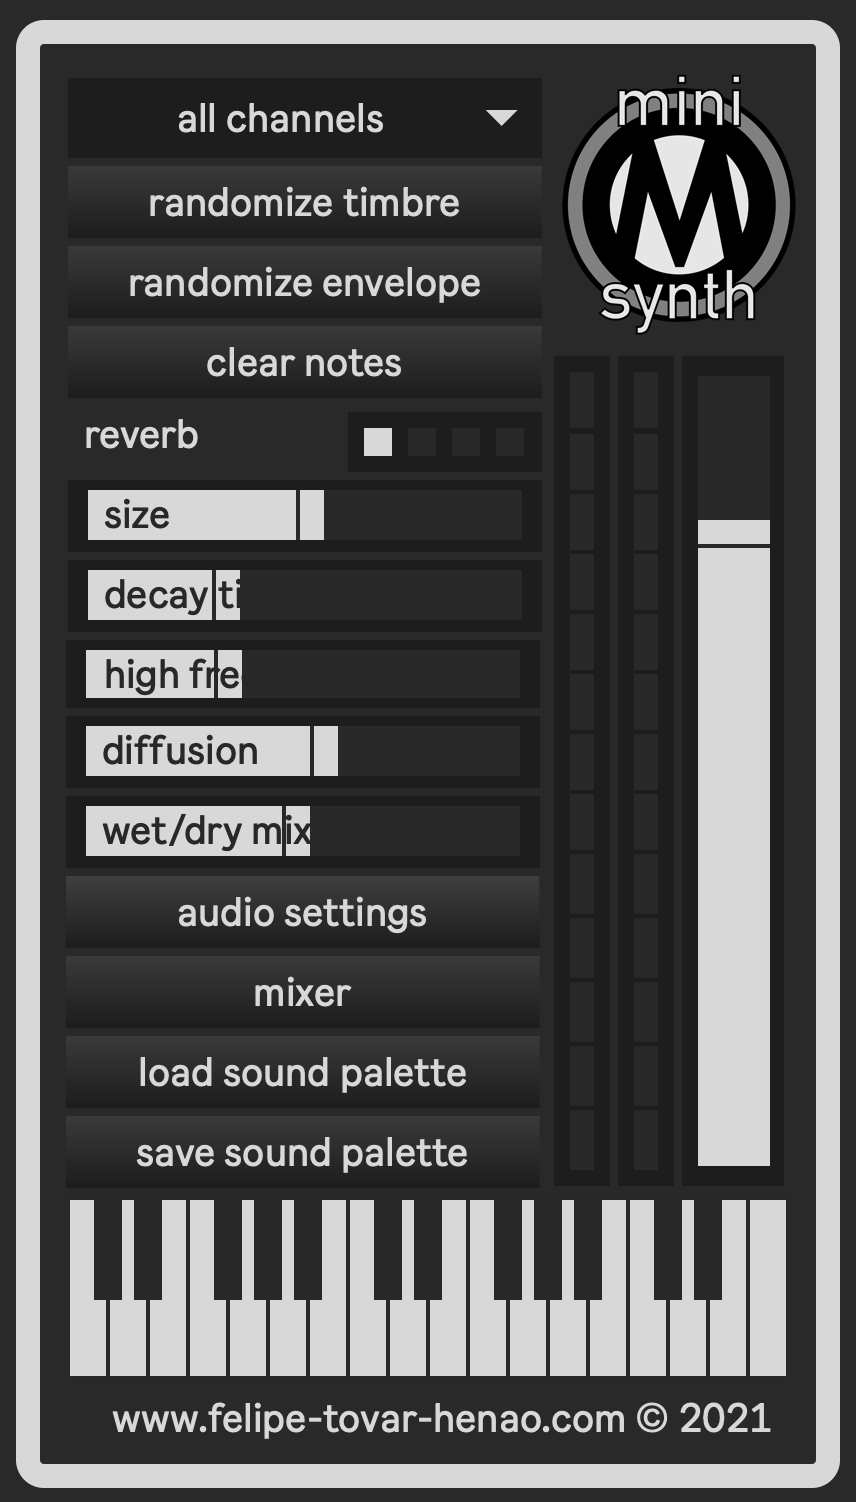 all channels
mini
M
synth
randomize timbre
randomize envelope
clear notes
reverb
size
decay ti
high fre
diffusion
wet/dry mix
audio settings
mixer
load sound palette
save sound palette
www.felipe-tovar-henao.com © 2021